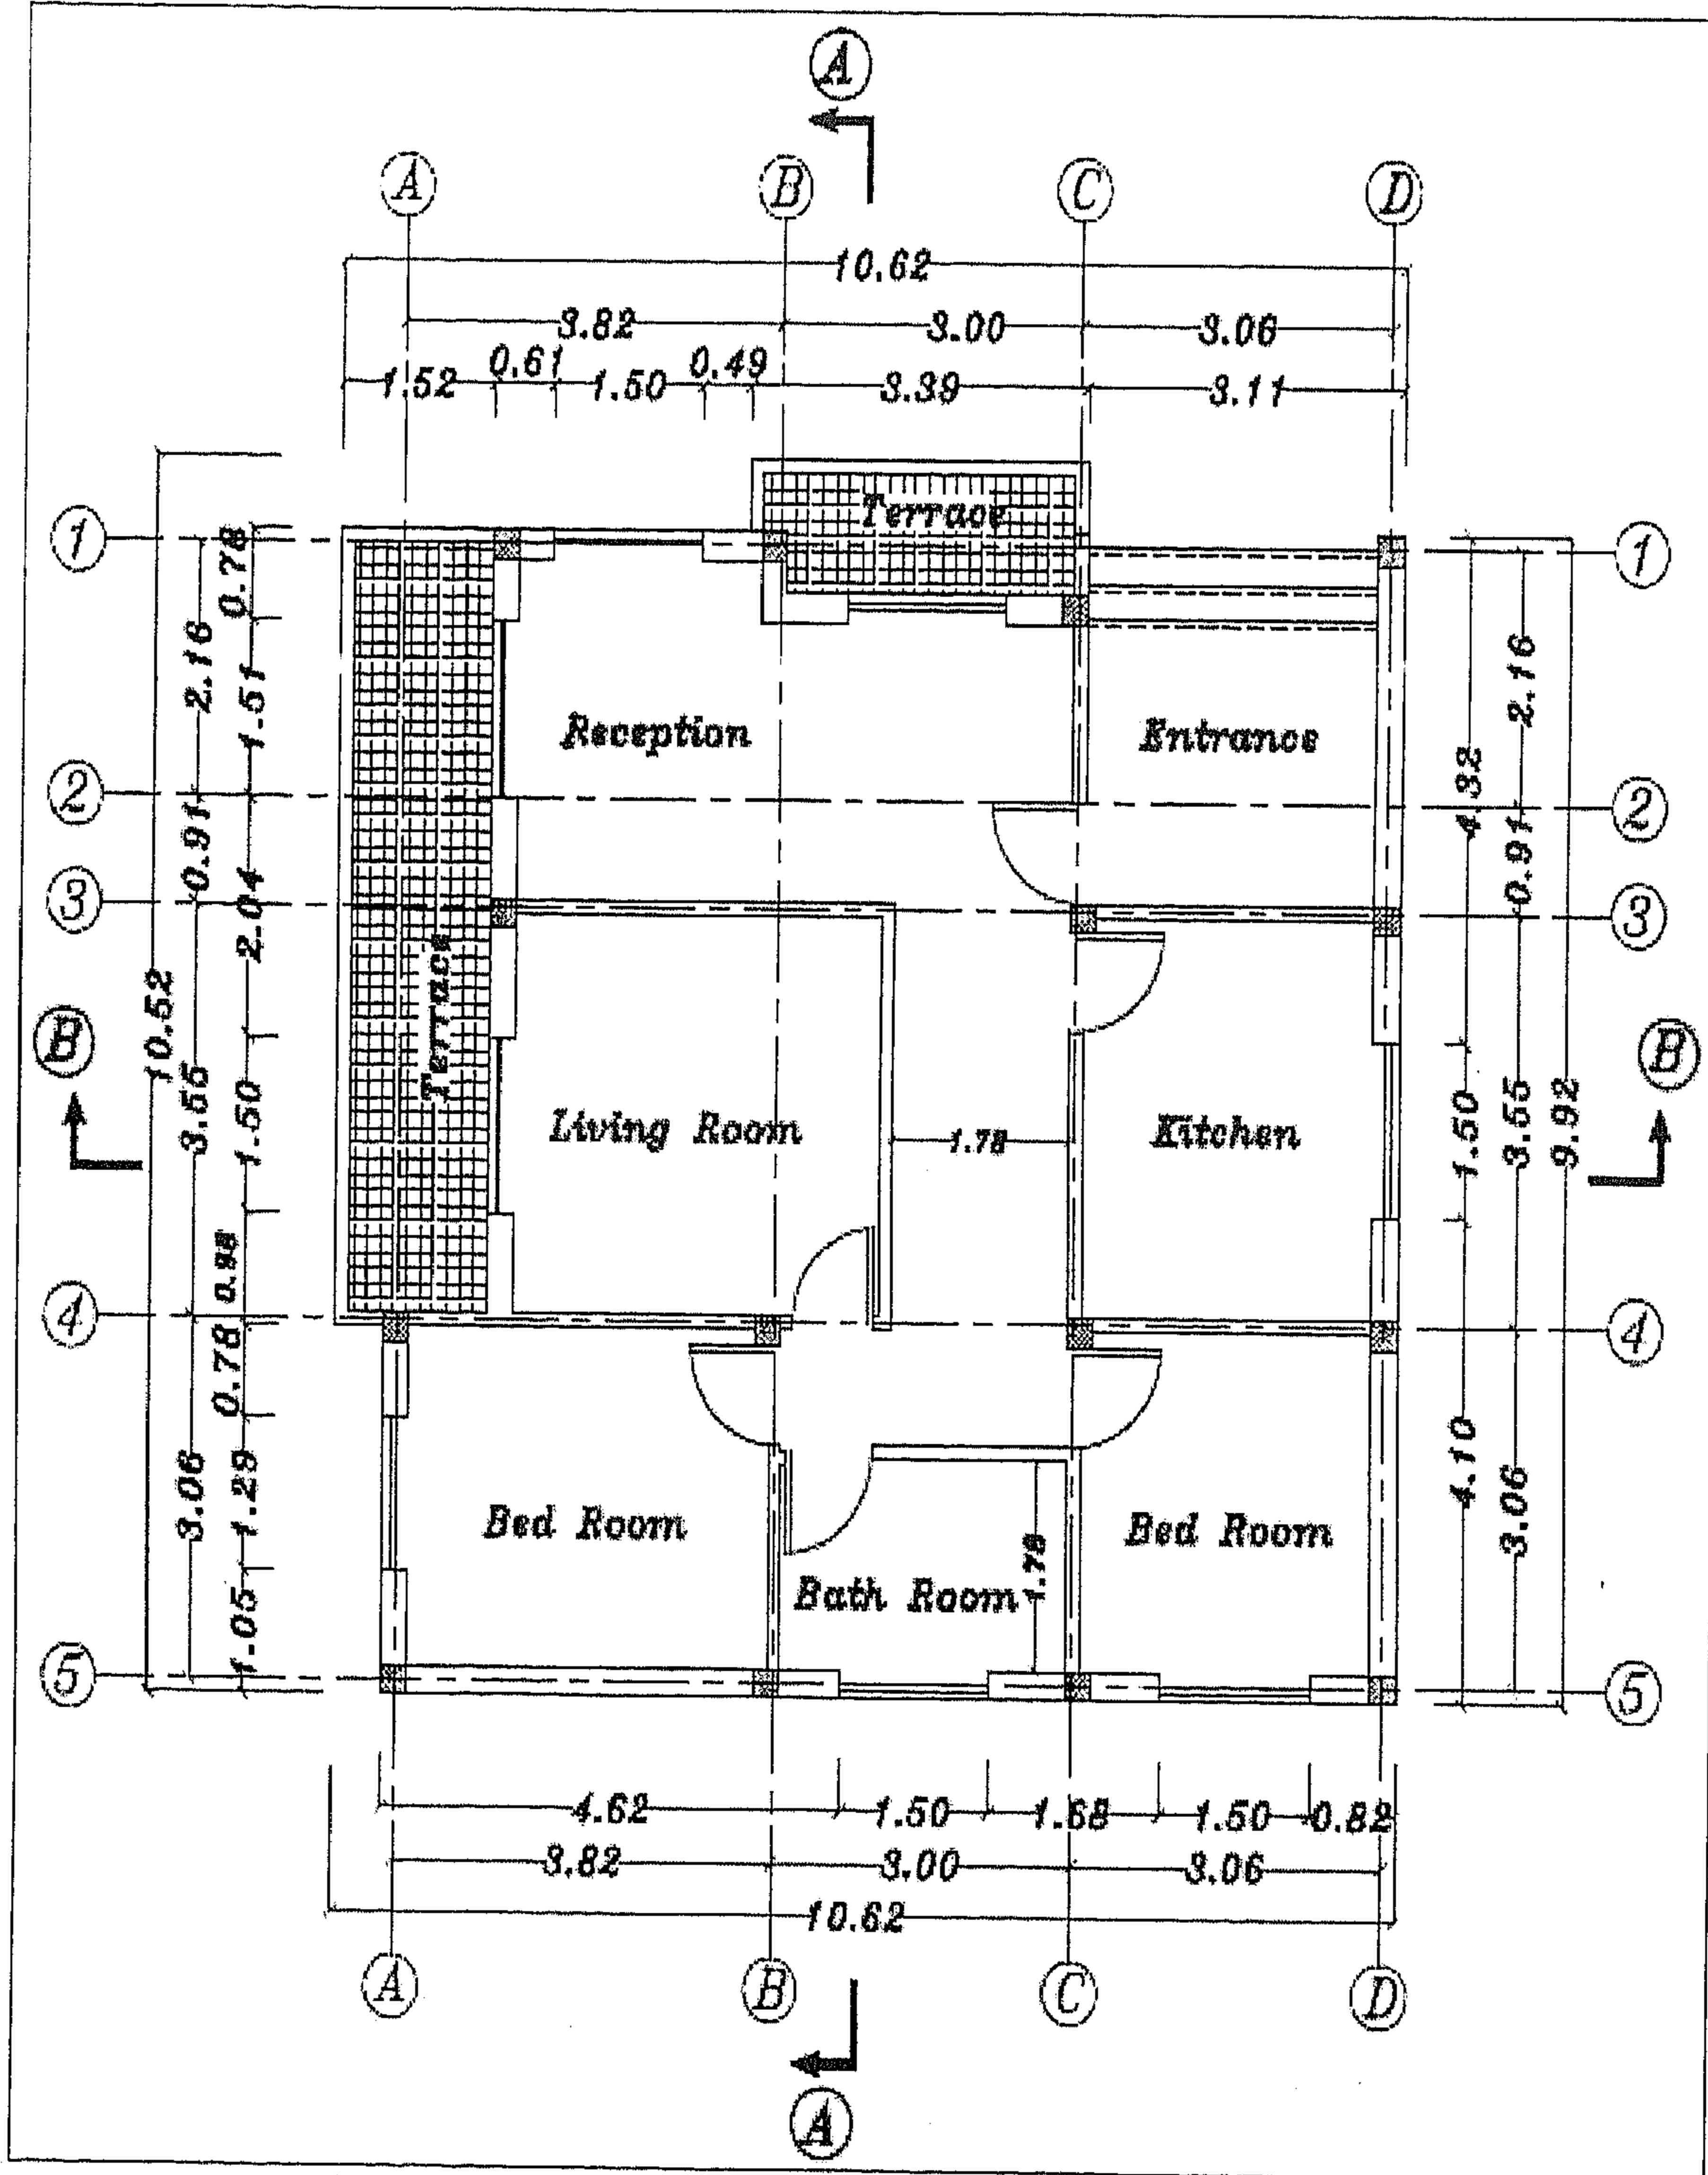 A
A B C D
10.62
3.82 3.00 3.06
1.52 0.61 1.50 0.49 3.39 3.11
Terrace
1 1
0.78
2.16 2.16
1.51
Reception Entrance
4.32
2 2
0.91 0.91
2.04
3 3
Terrace
10.52
B B
3.55 1.50 1.50 3.55 9.92
Living Room 1.78 Kitchen
0.98
4 4
0.78
3.06 1.29 4.10 3.06
Bed Room Bed Room
1.78
Bath Room
1.05
5 5
4.62 1.50 1.68 1.50 0.82
3.82 3.00 3.06
10.62
A B C D
A